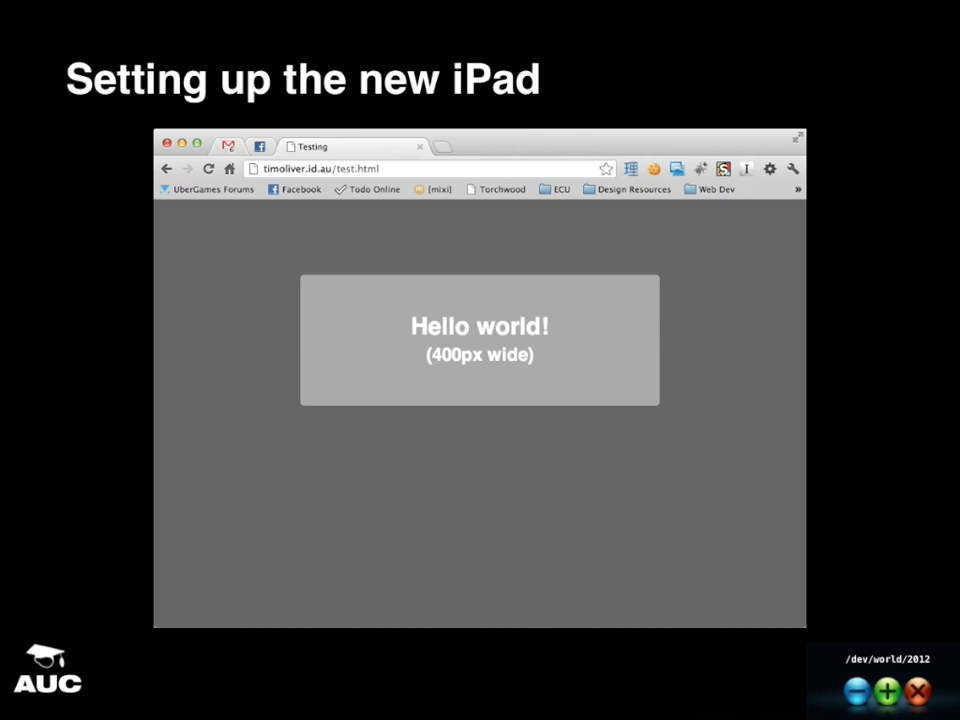 Setting up the new iPad
Testing
timoliver.id.au/test.html
理
I
UberGames Forums
Facebook
Todo Online
[mixi]
Torchwood
ECU
Design Resources
Web Dev
»
Hello world!
(400px wide)
AUC
/dev/world/2012